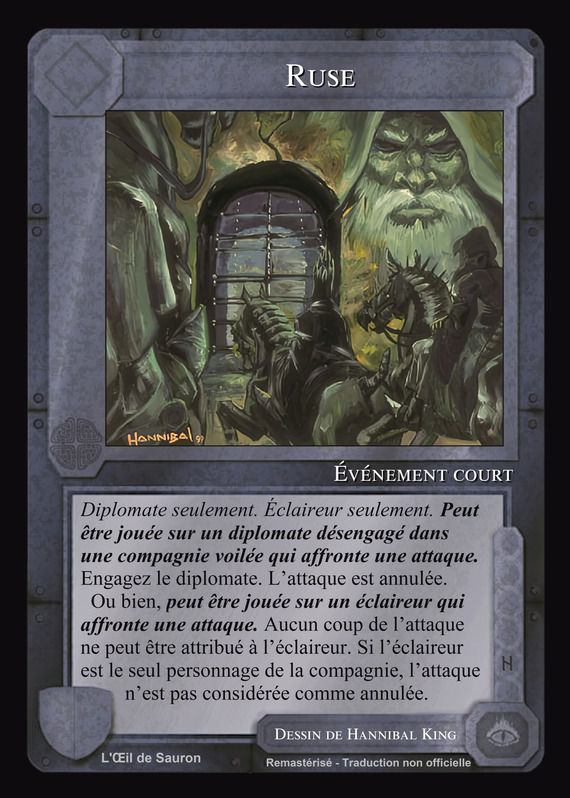 Ruse
HANNIBAL 97
Événement court
Diplomate seulement. Éclaireur seulement. Peut
être jouée sur un diplomate désengagé dans
une compagnie voilée qui affronte une attaque.
Engagez le diplomate. L'attaque est annulée.
Ou bien, peut être jouée sur un éclaireur qui
affronte une attaque. Aucun coup de l'attaque
ne peut être attribué à l'éclaireur. Si l'éclaireur
est le seul personnage de la compagnie, l'attaque
n'est pas considérée comme annulée.
Dessin de Hannibal King
L'Œil de Sauron
Remastérisé - Traduction non officielle